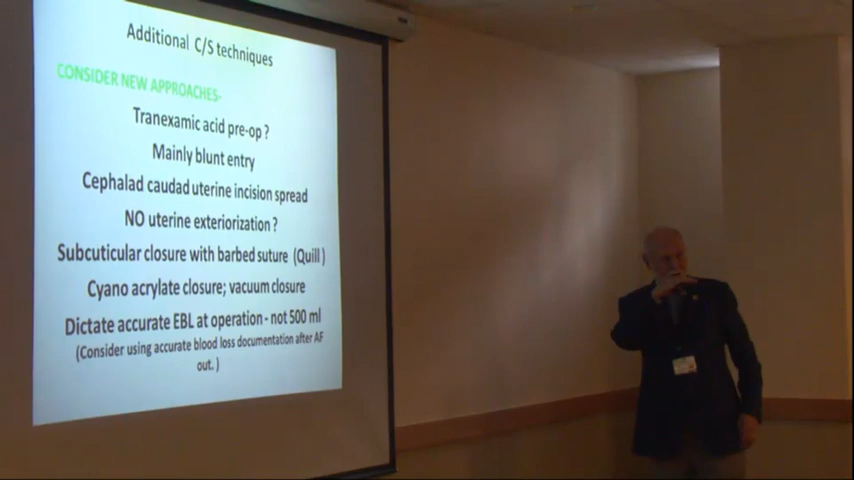 Additional C/S techniques
CONSIDER NEW APPROACHES-
Tranexamic acid pre-op ?
Mainly blunt entry
Cephalad caudad uterine incision spread
NO uterine exteriorization ?
Subcuticular closure with barbed suture (Quill )
Cyano acrylate closure; vacuum closure
Dictate accurate EBL at operation - not 500 ml
(Consider using accurate blood loss documentation after AF
out. )